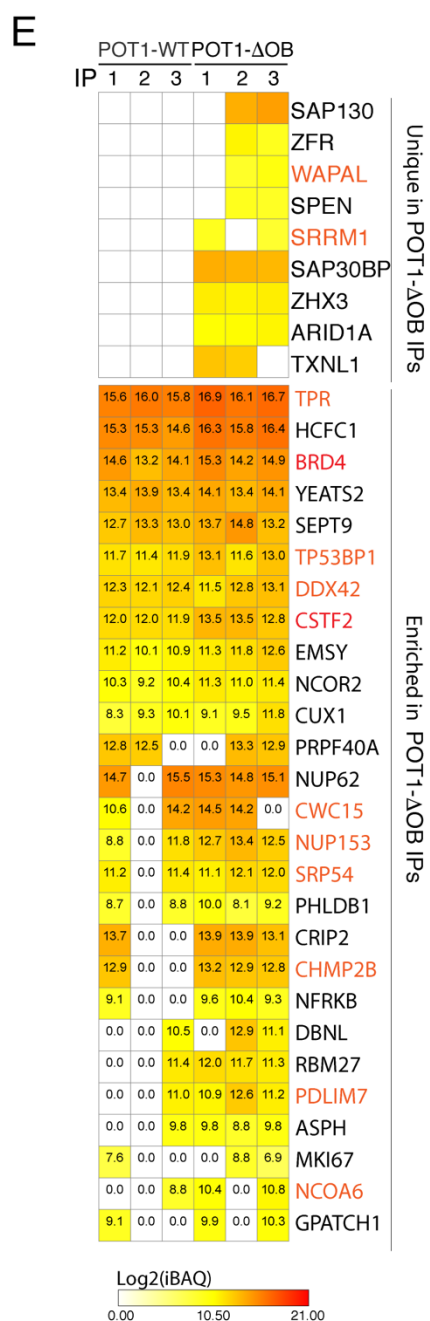 E
POT1-WT POT1-ΔOB
IP 1 2 3 1 2 3
SAP130
ZFR
WAPAL
SPEN
SRRM1
SAP30BP
ZHX3
ARID1A
TXNL1
Unique in POT1-ΔOB IPs
15.6 16.0 15.8 16.9 16.1 16.7 TPR
15.3 15.3 14.6 16.3 15.8 16.4 HCFC1
14.6 13.2 14.1 15.3 14.2 14.9 BRD4
13.4 13.9 13.4 14.1 13.4 14.1 YEATS2
12.7 13.3 13.0 13.7 14.8 13.2 SEPT9
11.7 11.4 11.9 13.1 11.6 13.0 TP53BP1
12.3 12.1 12.4 11.5 12.8 13.1 DDX42
12.0 12.0 11.9 13.5 13.5 12.8 CSTF2
11.2 10.1 10.9 11.3 11.8 12.6 EMSY
10.3 9.2 10.4 11.3 11.0 11.4 NCOR2
8.3 9.3 10.1 9.1 9.5 11.8 CUX1
12.8 12.5 0.0 0.0 13.3 12.9 PRPF40A
14.7 0.0 15.5 15.3 14.8 15.1 NUP62
10.6 0.0 14.2 14.5 14.2 0.0 CWC15
8.8 0.0 11.8 12.7 13.4 12.5 NUP153
11.2 0.0 11.4 11.1 12.1 12.0 SRP54
8.7 0.0 8.8 10.0 8.1 9.2 PHLDB1
13.7 0.0 0.0 13.9 13.9 13.1 CRIP2
12.9 0.0 0.0 13.2 12.9 12.8 CHMP2B
9.1 0.0 0.0 9.6 10.4 9.3 NFRKB
0.0 0.0 10.5 0.0 12.9 11.1 DBNL
0.0 0.0 11.4 12.0 11.7 11.3 RBM27
0.0 0.0 11.0 10.9 12.6 11.2 PDLIM7
0.0 0.0 9.8 9.8 8.8 9.8 ASPH
7.6 0.0 0.0 0.0 8.8 6.9 MKI67
0.0 0.0 8.8 10.4 0.0 10.8 NCOA6
9.1 0.0 0.0 9.9 0.0 10.3 GPATCH1
Enriched in POT1-ΔOB IPs
Log2(iBAQ)
0.00 10.50 21.00